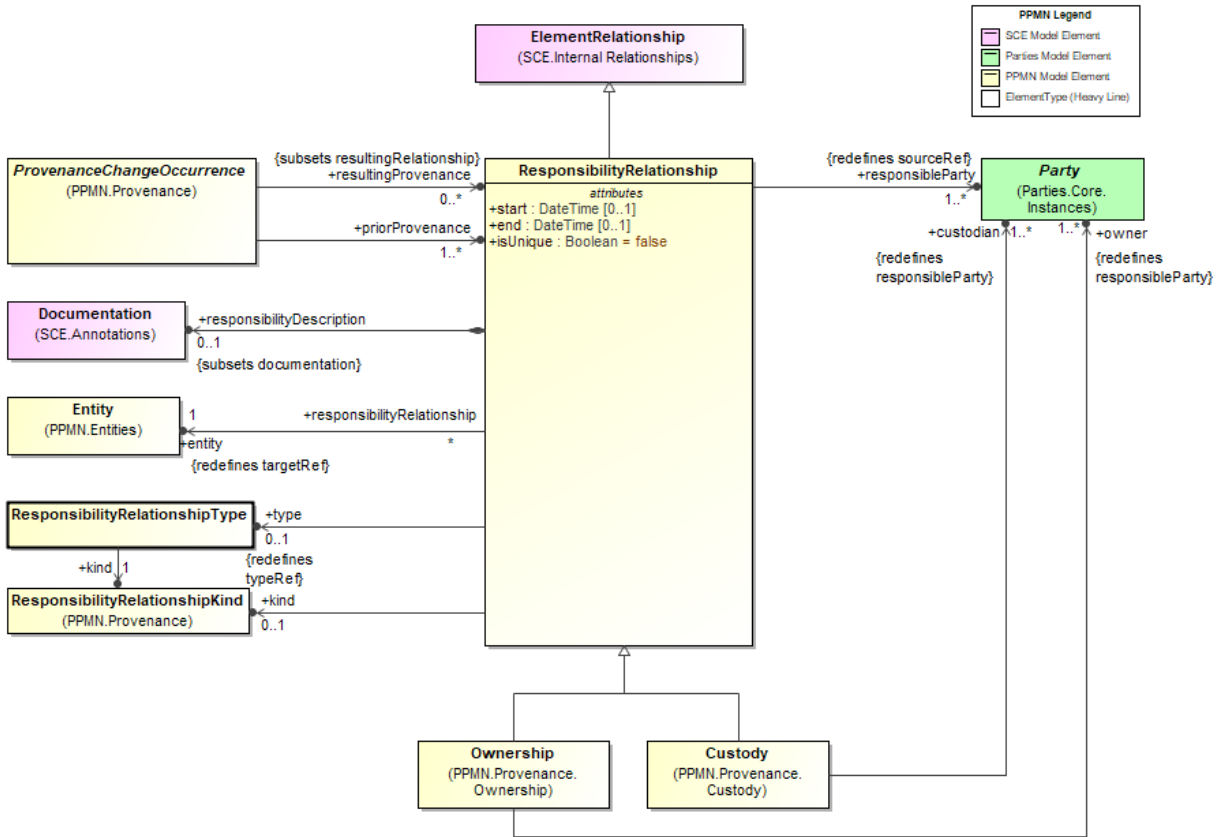 ElementRelationship
(SCE.Internal Relationships)
PPMN Legend
SCE Model Element
Parties Model Element
PPMN Model Element
ElementType (Heavy Line)
ProvenanceChangeOccurrence
(PPMN.Provenance)
{subsets resultingRelationship}
+resultingProvenance
0..*
+priorProvenance
1..*
ResponsibilityRelationship
attributes
+start : DateTime [0..1]
+end : DateTime [0..1]
+isUnique : Boolean = false
{redefines sourceRef}
+responsibleParty
1..*
Party
(Parties.Core.
Instances)
+custodian
1..*
{redefines
responsibleParty}
1..*
+owner
{redefines
responsibleParty}
Documentation
(SCE.Annotations)
+responsibilityDescription
0..1
{subsets documentation}
Entity
(PPMN.Entities)
1
+responsibilityRelationship
+entity
*
{redefines targetRef}
ResponsibilityRelationshipType
+type
0..1
{redefines
typeRef}
+kind
1
ResponsibilityRelationshipKind
(PPMN.Provenance)
+kind
0..1
Ownership
(PPMN.Provenance.
Ownership)
Custody
(PPMN.Provenance.
Custody)